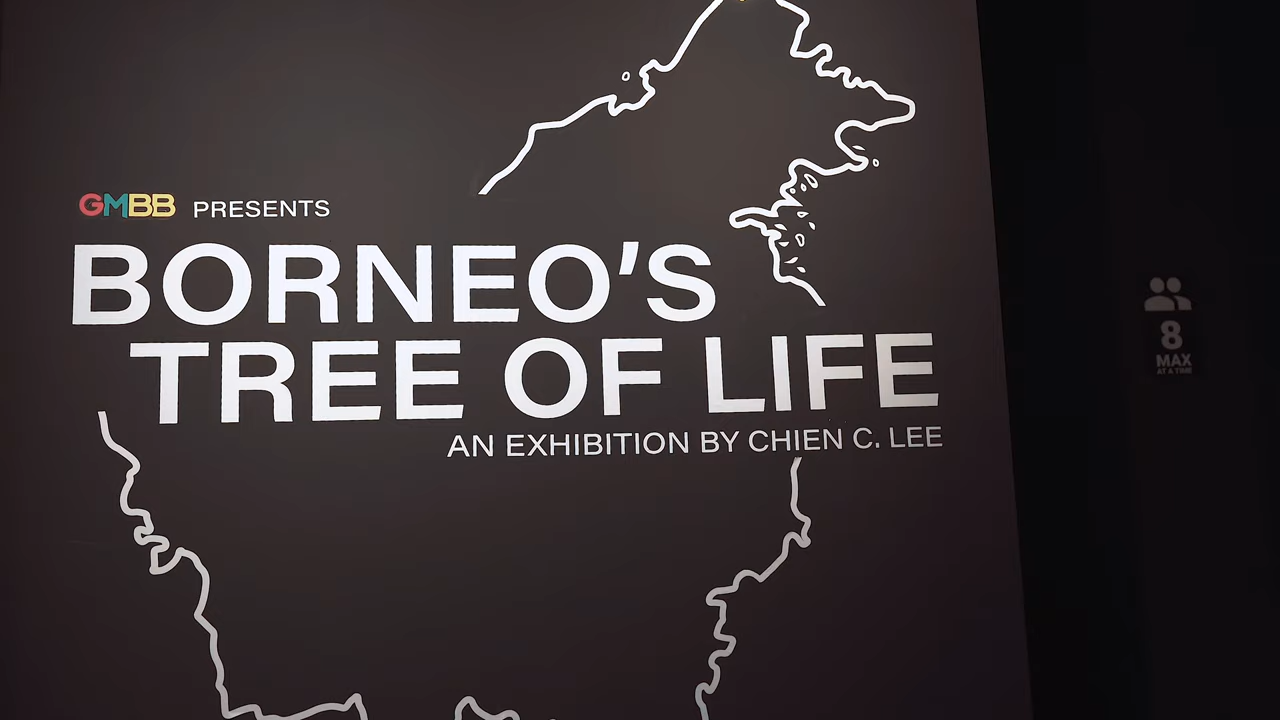 GMBB PRESENTS
BORNEO'S
TREE OF LIFE
AN EXHIBITION BY CHIEN C. LEE
8
MAX
AT A TIME